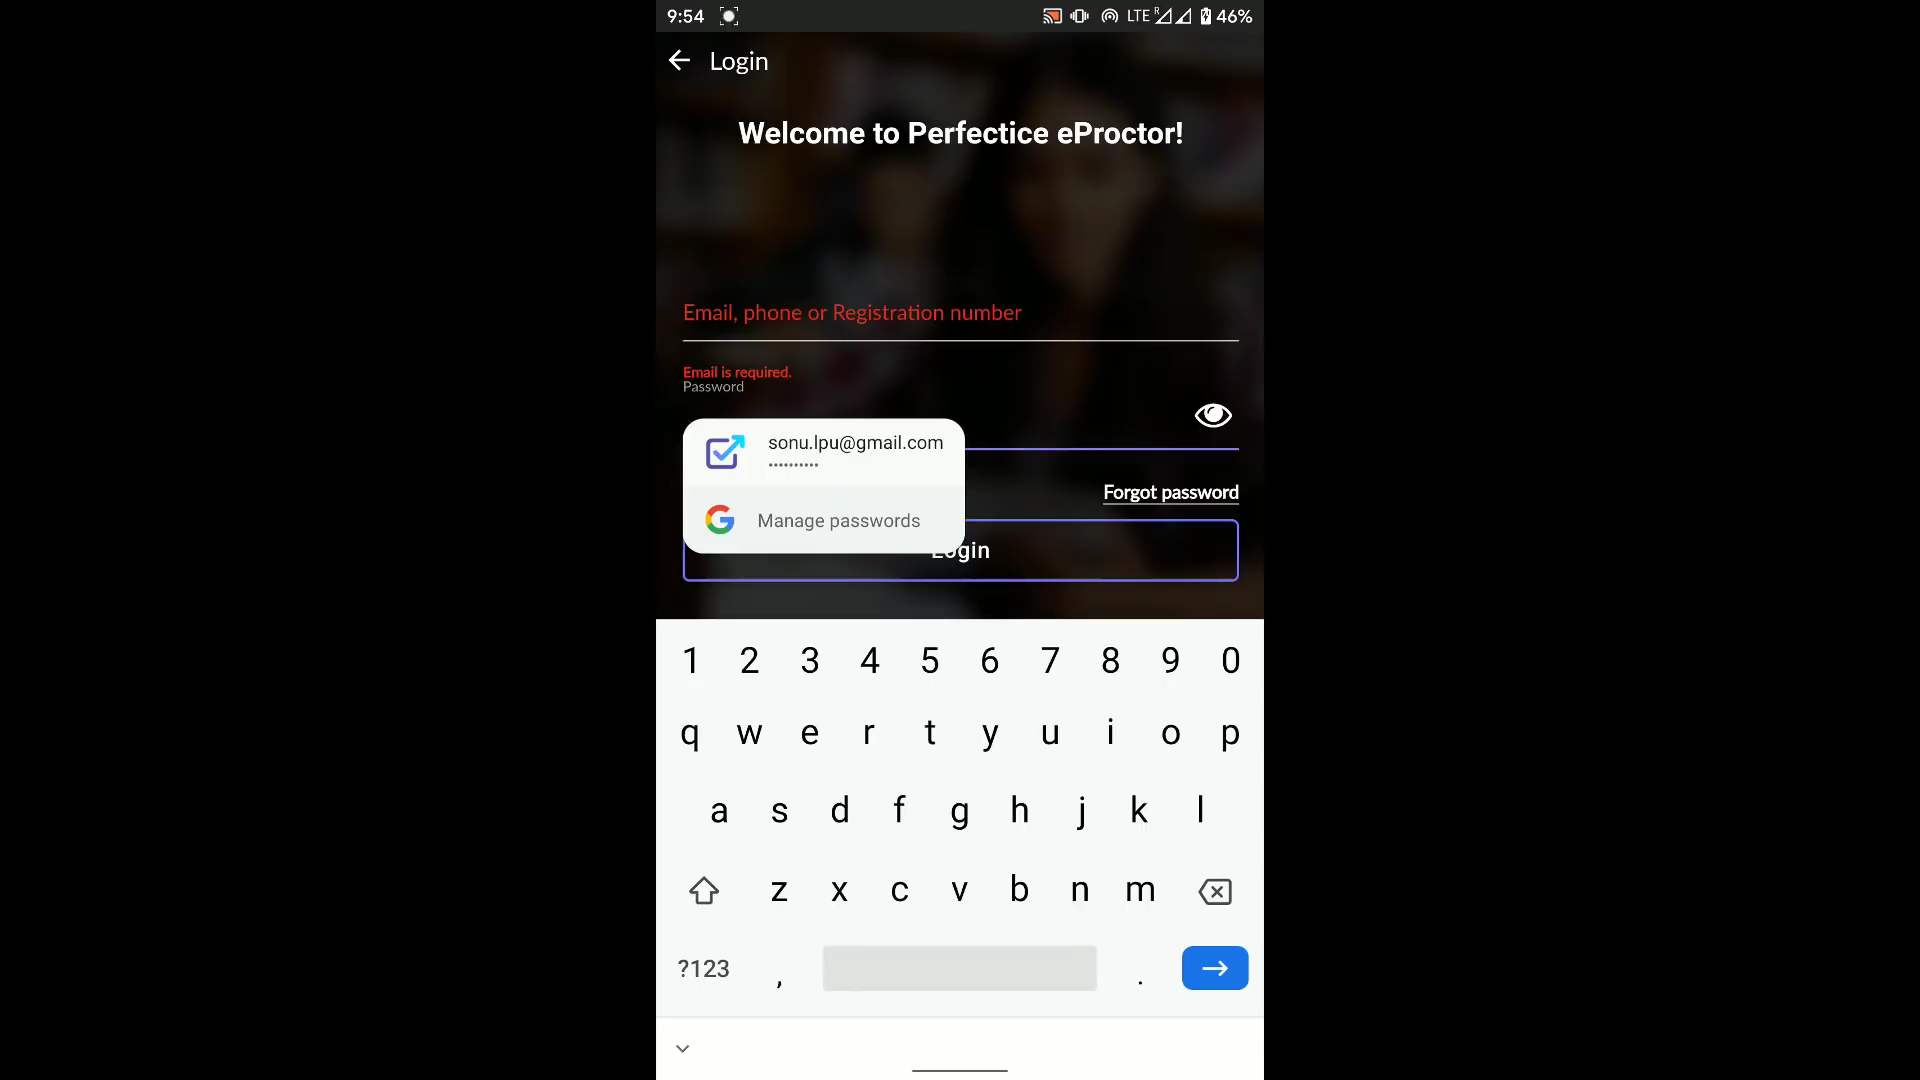 9:54 LTE R 46%
Login
Welcome to Perfectice eProctor!
Email, phone or Registration number
Email is required.
Password
sonu.lpu@gmail.com
••••••••••
Forgot password
Manage passwords
Login
1 2 3 4 5 6 7 8 9 0
q w e r t y u i o p
a s d f g h j k l
z x c v b n m
?123 , .